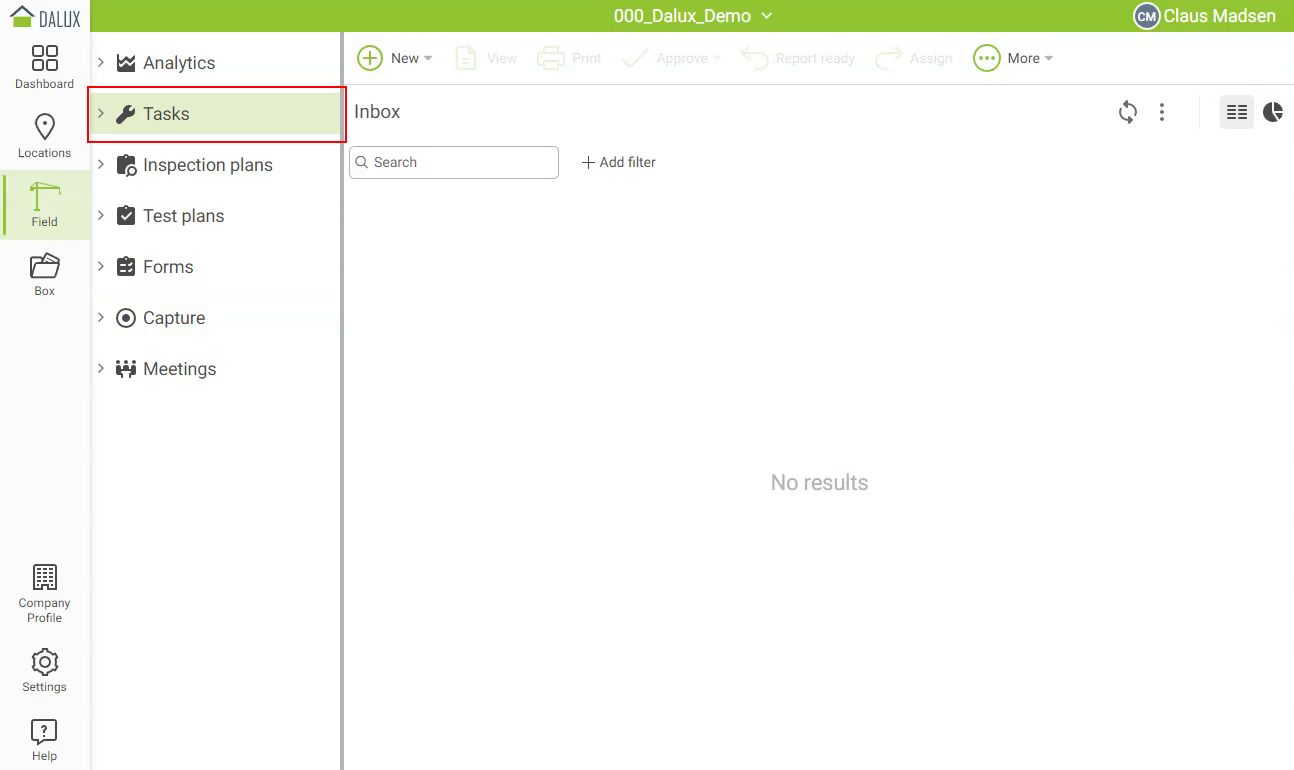 DALUX
000_Dalux_Demo
CM Claus Madsen
Dashboard
Locations
Field
Box
Company
Profile
Settings
Help
Analytics
Tasks
Inspection plans
Test plans
Forms
Capture
Meetings
New View Print Approve Report ready Assign More
Inbox
Search
Add filter
No results